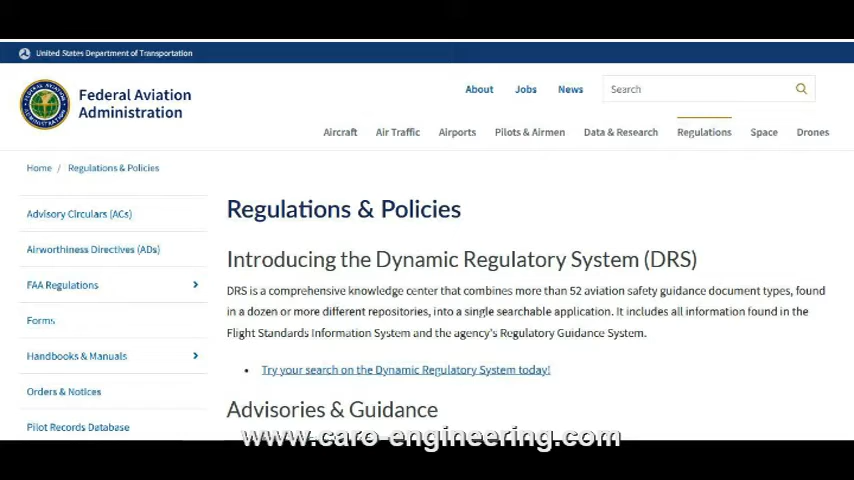 United States Department of Transportation
Federal Aviation
Administration
About Jobs News Search
Aircraft Air Traffic Airports Pilots & Airmen Data & Research Regulations Space Drones
Home / Regulations & Policies
Advisory Circulars (ACs)
Airworthiness Directives (ADs)
FAA Regulations
Forms
Handbooks & Manuals
Orders & Notices
Pilot Records Database
Regulations & Policies
Introducing the Dynamic Regulatory System (DRS)
DRS is a comprehensive knowledge center that combines more than 52 aviation safety guidance document types, found
in a dozen or more different repositories, into a single searchable application. It includes all information found in the
Flight Standards Information System and the agency's Regulatory Guidance System.
• Try your search on the Dynamic Regulatory System today!
Advisories & Guidance
www.caro-engineering.com